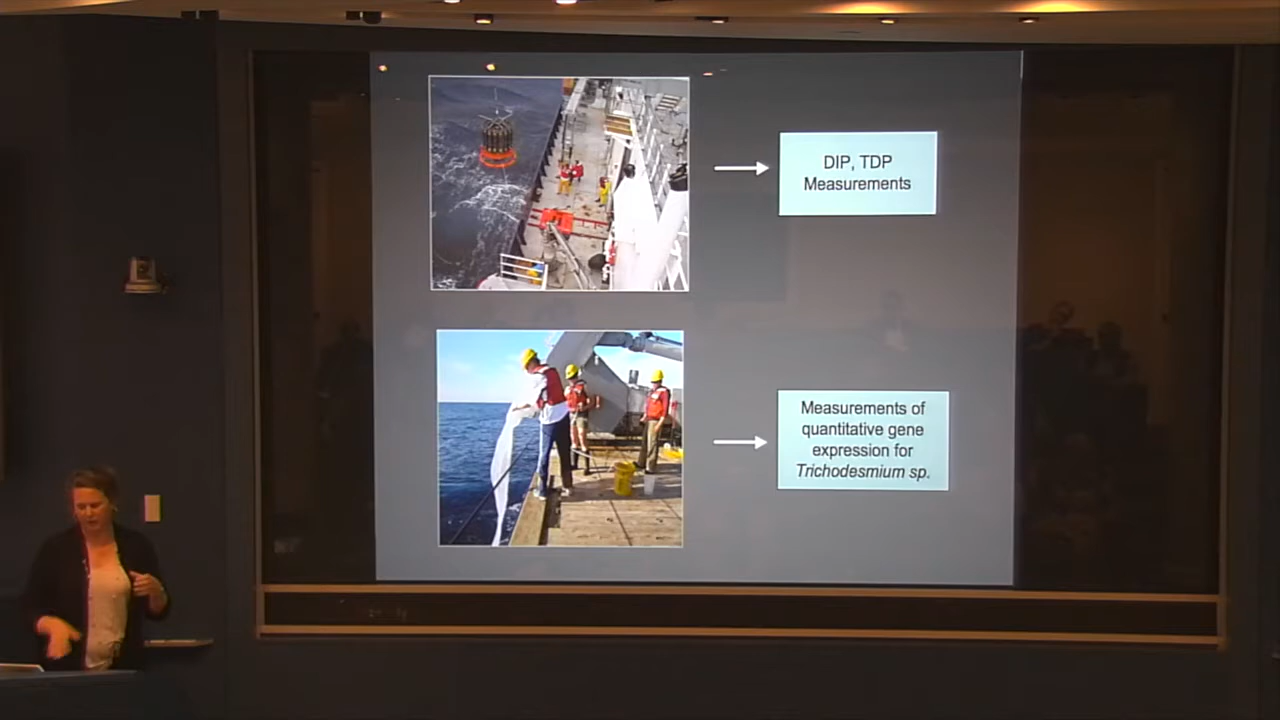 DIP, TDP
Measurements
Measurements of
quantitative gene
expression for
Trichodesmium sp.